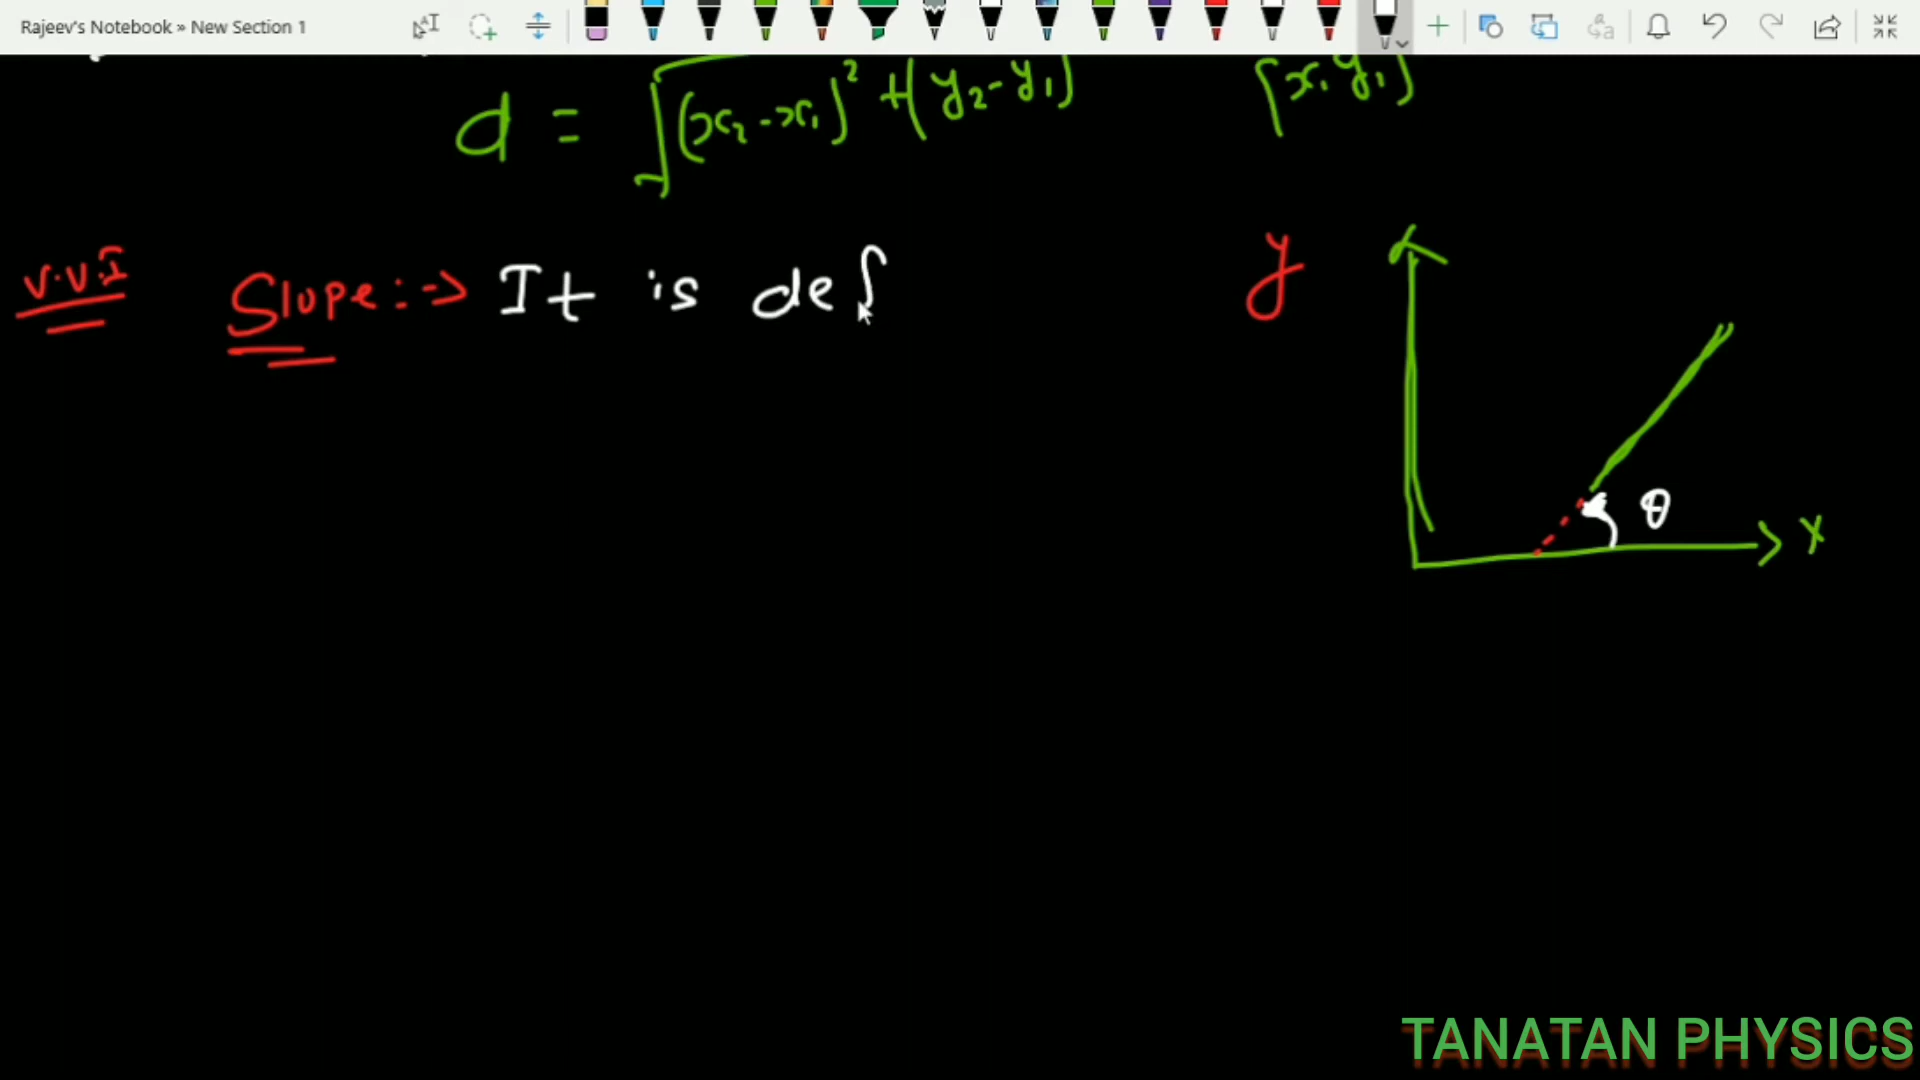 Rajeev's Notebook » New Section 1
d = √(x₂-x₁)² + (y₂-y₁)
(x₁ y₁)
V.V.I Slope:-> It is def
y
θ
x
TANATAN PHYSICS